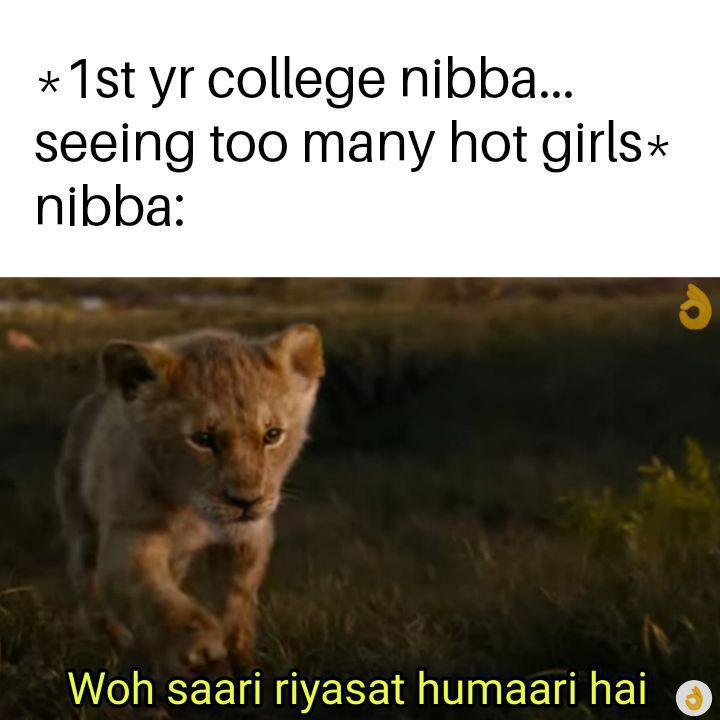 *1st yr college nibba...
seeing too many hot girls*
nibba:
Woh saari riyasat humaari hai